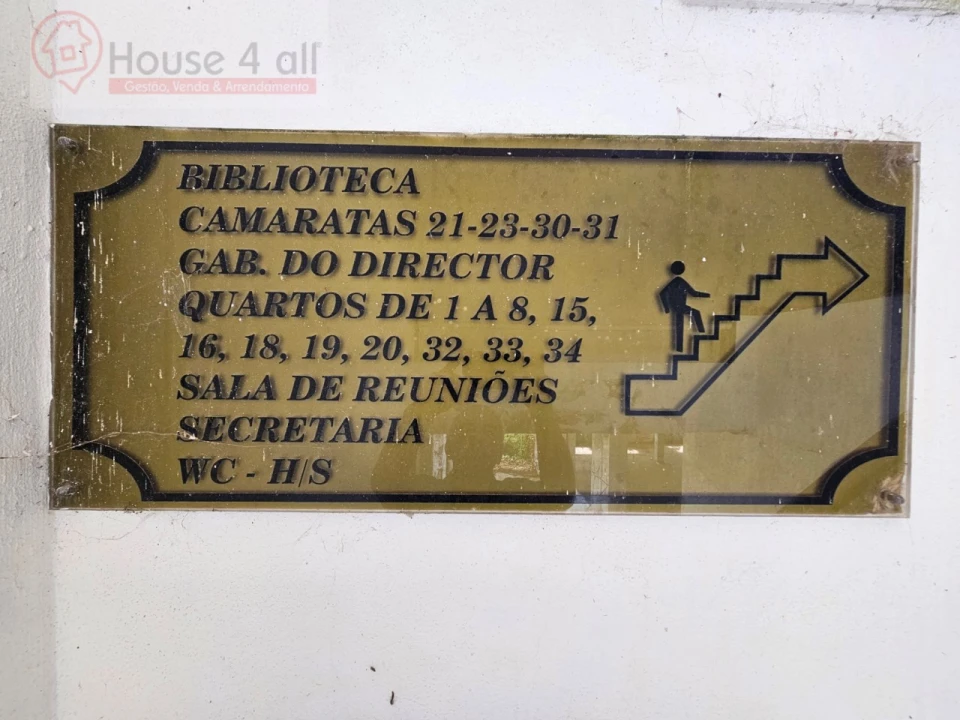 House 4 all
Gestão, Venda & Arrendamento
BIBLIOTECA
CAMARATAS 21-23-30-31
GAB. DO DIRECTOR
QUARTOS DE 1 A 8, 15,
16, 18, 19, 20, 32, 33, 34
SALA DE REUNIÕES
SECRETARIA
WC - H/S